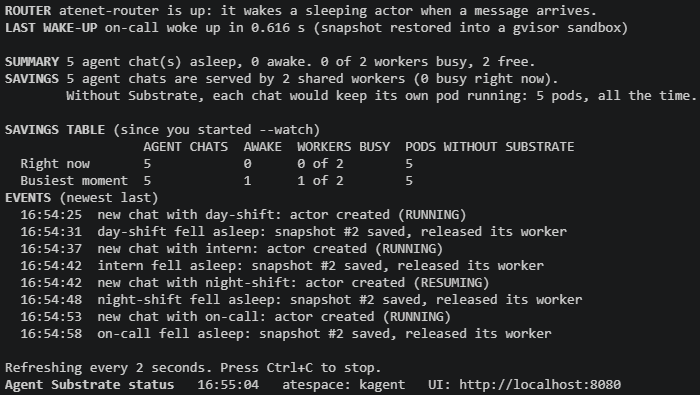 ROUTER atenet-router is up: it wakes a sleeping actor when a message arrives.
LAST WAKE-UP on-call woke up in 0.616 s (snapshot restored into a gvisor sandbox)
SUMMARY 5 agent chat(s) asleep, 0 awake. 0 of 2 workers busy, 2 free.
SAVINGS 5 agent chats are served by 2 shared workers (0 busy right now).
Without Substrate, each chat would keep its own pod running: 5 pods, all the time.
SAVINGS TABLE (since you started --watch)
AGENT CHATS AWAKE WORKERS BUSY PODS WITHOUT SUBSTRATE
Right now 5 0 0 of 2 5
Busiest moment 5 1 1 of 2 5
EVENTS (newest last)
16:54:25 new chat with day-shift: actor created (RUNNING)
16:54:31 day-shift fell asleep: snapshot #2 saved, released its worker
16:54:37 new chat with intern: actor created (RUNNING)
16:54:42 intern fell asleep: snapshot #2 saved, released its worker
16:54:42 new chat with night-shift: actor created (RESUMING)
16:54:48 night-shift fell asleep: snapshot #2 saved, released its worker
16:54:53 new chat with on-call: actor created (RUNNING)
16:54:58 on-call fell asleep: snapshot #2 saved, released its worker
Refreshing every 2 seconds. Press Ctrl+C to stop.
Agent Substrate status 16:55:04 atespace: kagent UI: http://localhost:8080